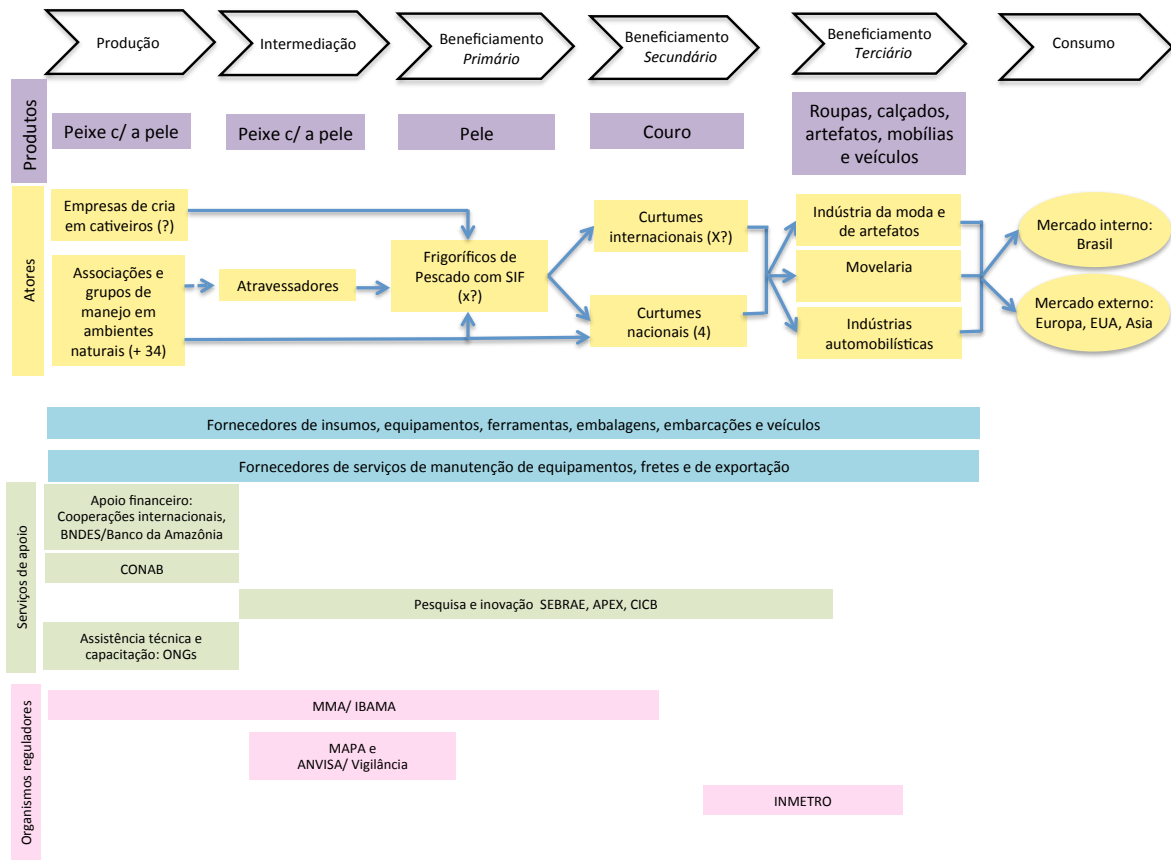 Produção
Intermediação
Beneficiamento
Primário
Beneficiamento
Secundário
Beneficiamento
Terciário
Consumo
Produtos
Peixe c/ a pele
Peixe c/ a pele
Pele
Couro
Roupas, calçados,
artefatos, mobílias
e veículos
Atores
Empresas de cria
em cativeiros (?)
Associações e
grupos de
manejo em
ambientes
naturais (+ 34)
Atravessadores
Frigoríficos de
Pescado com SIF
(x?)
Curtumes
internacionais (X?)
Curtumes
nacionais (4)
Indústria da moda e
de artefatos
Movelaria
Indústrias
automobilísticas
Mercado interno:
Brasil
Mercado externo:
Europa, EUA, Asia
Fornecedores de insumos, equipamentos, ferramentas, embalagens, embarcações e veículos
Fornecedores de serviços de manutenção de equipamentos, fretes e de exportação
Serviços de apoio
Apoio financeiro:
Cooperações internacionais,
BNDES/Banco da Amazônia
CONAB
Pesquisa e inovação SEBRAE, APEX, CICB
Assistência técnica e
capacitação: ONGs
Organismos reguladores
MMA/ IBAMA
MAPA e
ANVISA/ Vigilância
INMETRO